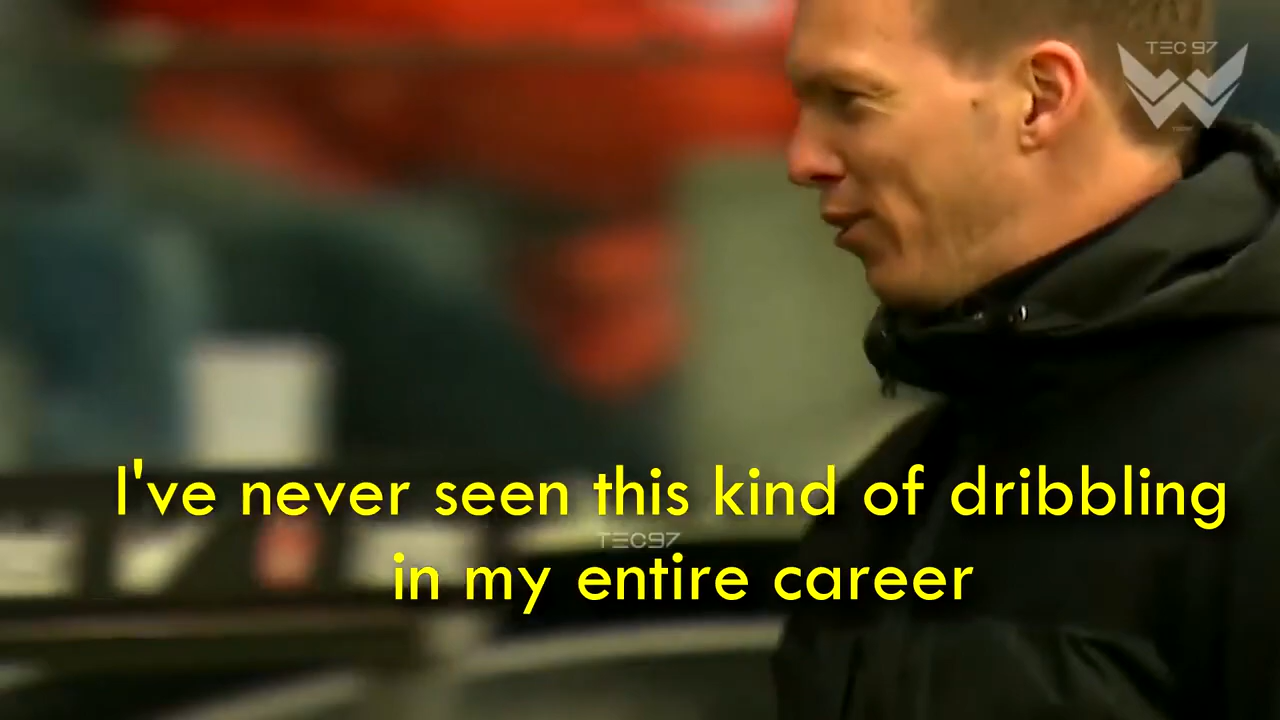 TEC 97
I've never seen this kind of dribbling
TEC97
in my entire career